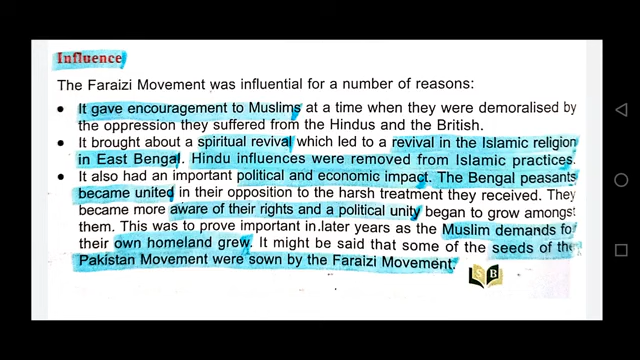 Influence
The Faraizi Movement was influential for a number of reasons:
• It gave encouragement to Muslims at a time when they were demoralised by
the oppression they suffered from the Hindus and the British.
• It brought about a spiritual revival which led to a revival in the Islamic religion
in East Bengal. Hindu influences were removed from Islamic practices.
• It also had an important political and economic impact. The Bengal peasants
became united in their opposition to the harsh treatment they received. They
became more aware of their rights and a political unity began to grow amongst
them. This was to prove important in later years as the Muslim demands for
their own homeland grew. It might be said that some of the seeds of the
Pakistan Movement were sown by the Faraizi Movement.
S B